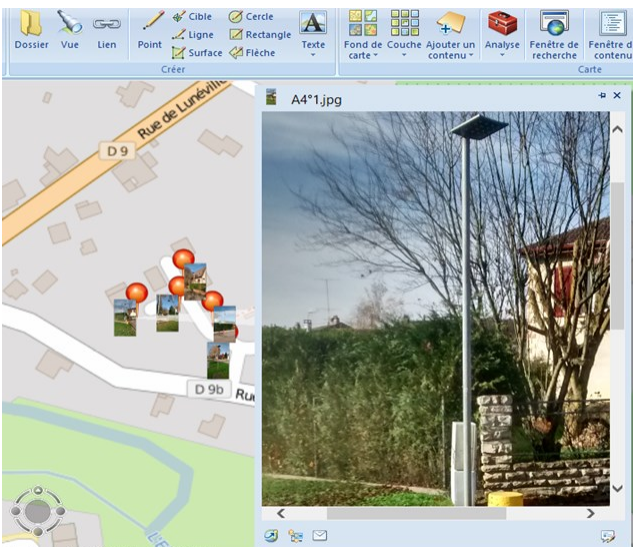 Dossier
Vue
Lien
Point
Cible
Ligne
Surface
Cercle
Rectangle
Flèche
Texte
Créer
Fond de carte
Couche
Ajouter un contenu
Analyse
Fenêtre de recherche
Fenêtre d
contenu
Carte
A4°1.jpg
Rue de Lunévill
D 9
D 9b
Ru